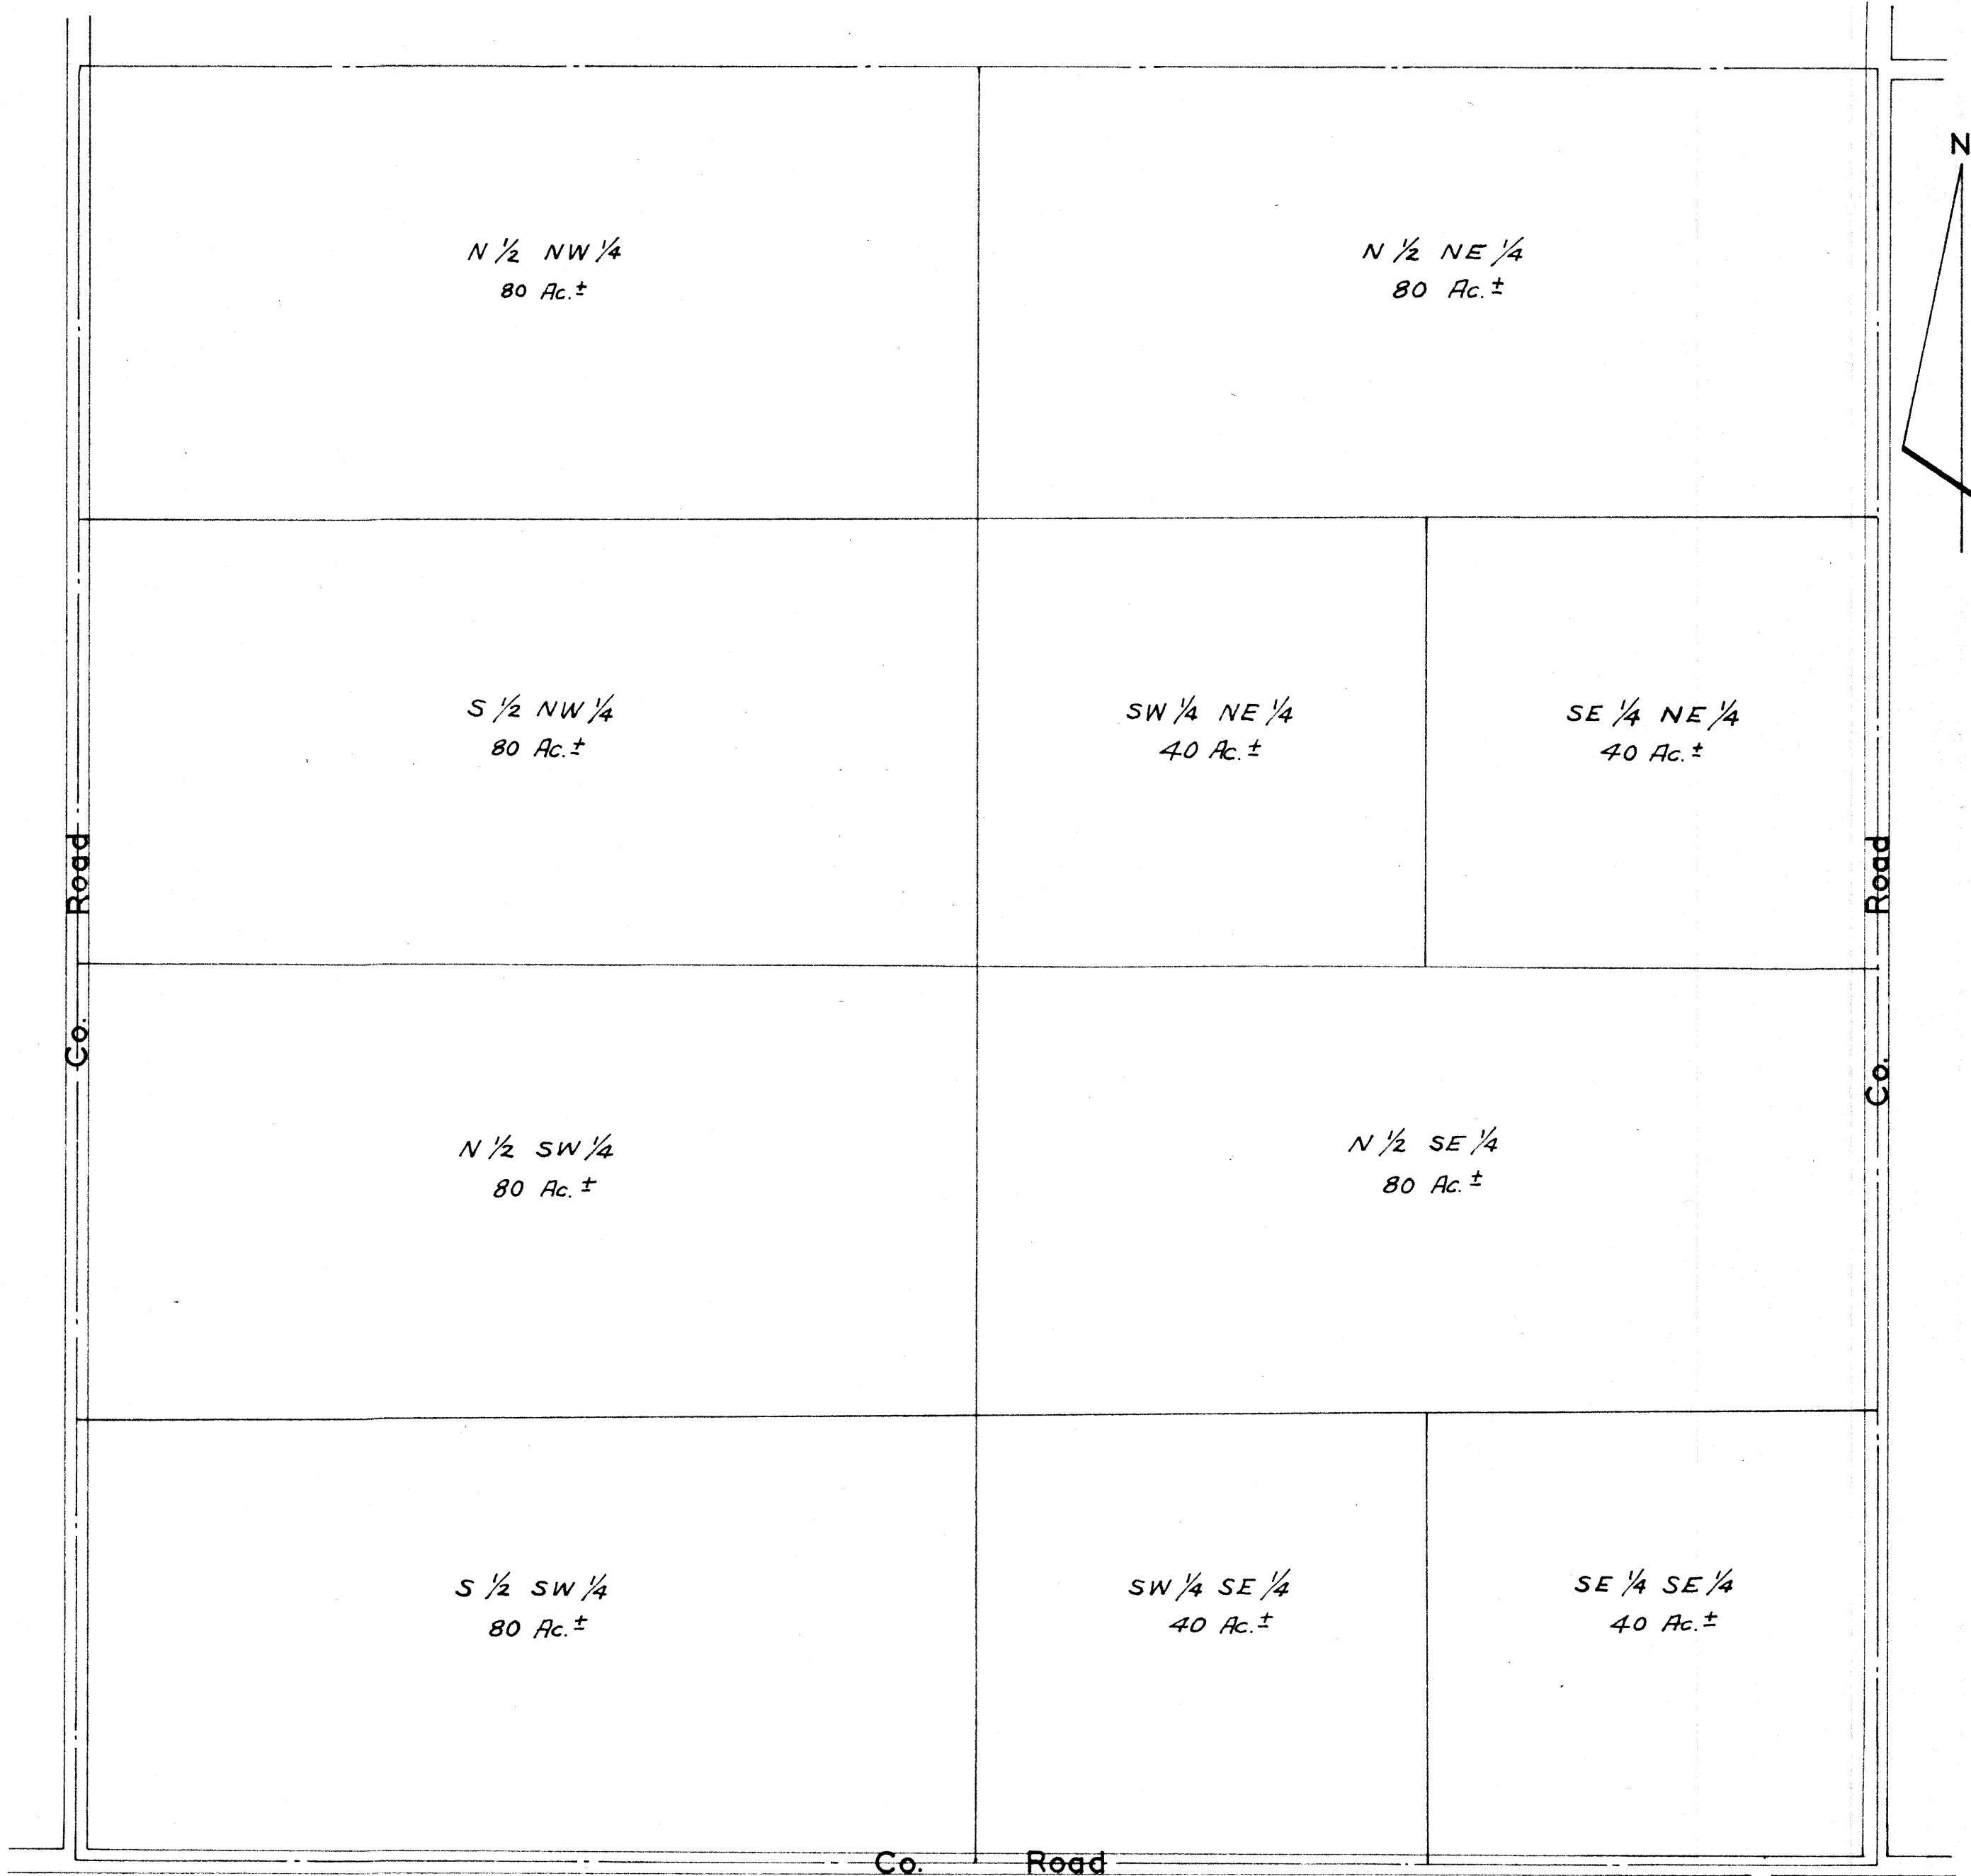 N
N 1/2 NW 1/4
80 Ac.±
N 1/2 NE 1/4
80 Ac.±
S 1/2 NW 1/4
80 Ac.±
SW 1/4 NE 1/4
40 Ac.±
SE 1/4 NE 1/4
40 Ac.±
Co. Road
Co. Road
N 1/2 SW 1/4
80 Ac.±
N 1/2 SE 1/4
80 Ac.±
S 1/2 SW 1/4
80 Ac.±
SW 1/4 SE 1/4
40 Ac.±
SE 1/4 SE 1/4
40 Ac.±
Co. Road